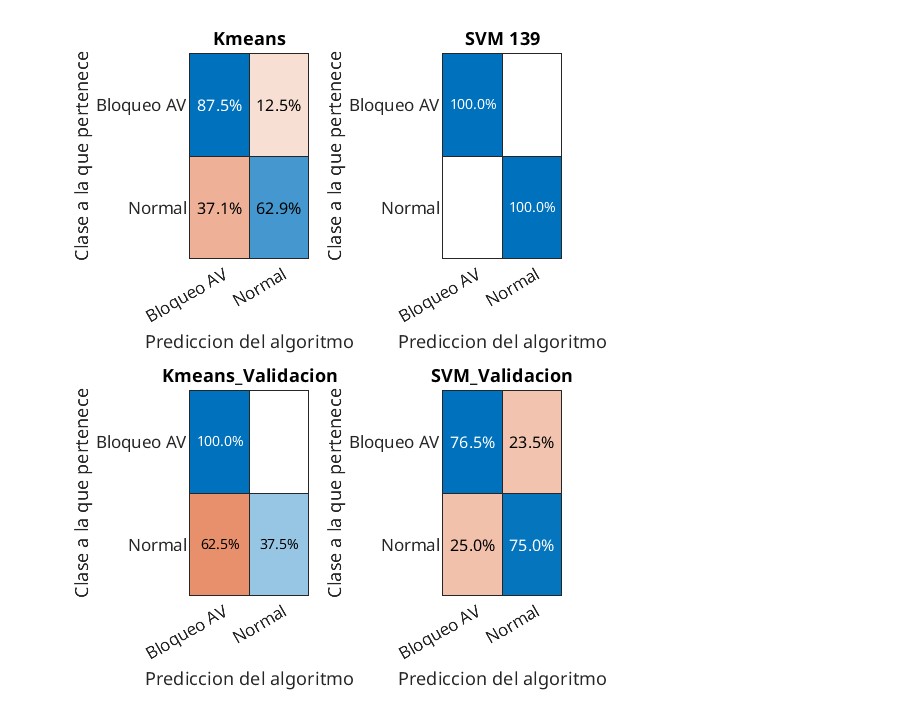 Kmeans
Clase a la que pertenece
Bloqueo AV 87.5% 12.5%
Normal 37.1% 62.9%
Bloqueo AV Normal
Prediccion del algoritmo
SVM 139
Clase a la que pertenece
Bloqueo AV 100.0%
Normal 100.0%
Bloqueo AV Normal
Prediccion del algoritmo
Kmeans_Validacion
Clase a la que pertenece
Bloqueo AV 100.0%
Normal 62.5% 37.5%
Bloqueo AV Normal
Prediccion del algoritmo
SVM_Validacion
Clase a la que pertenece
Bloqueo AV 76.5% 23.5%
Normal 25.0% 75.0%
Bloqueo AV Normal
Prediccion del algoritmo